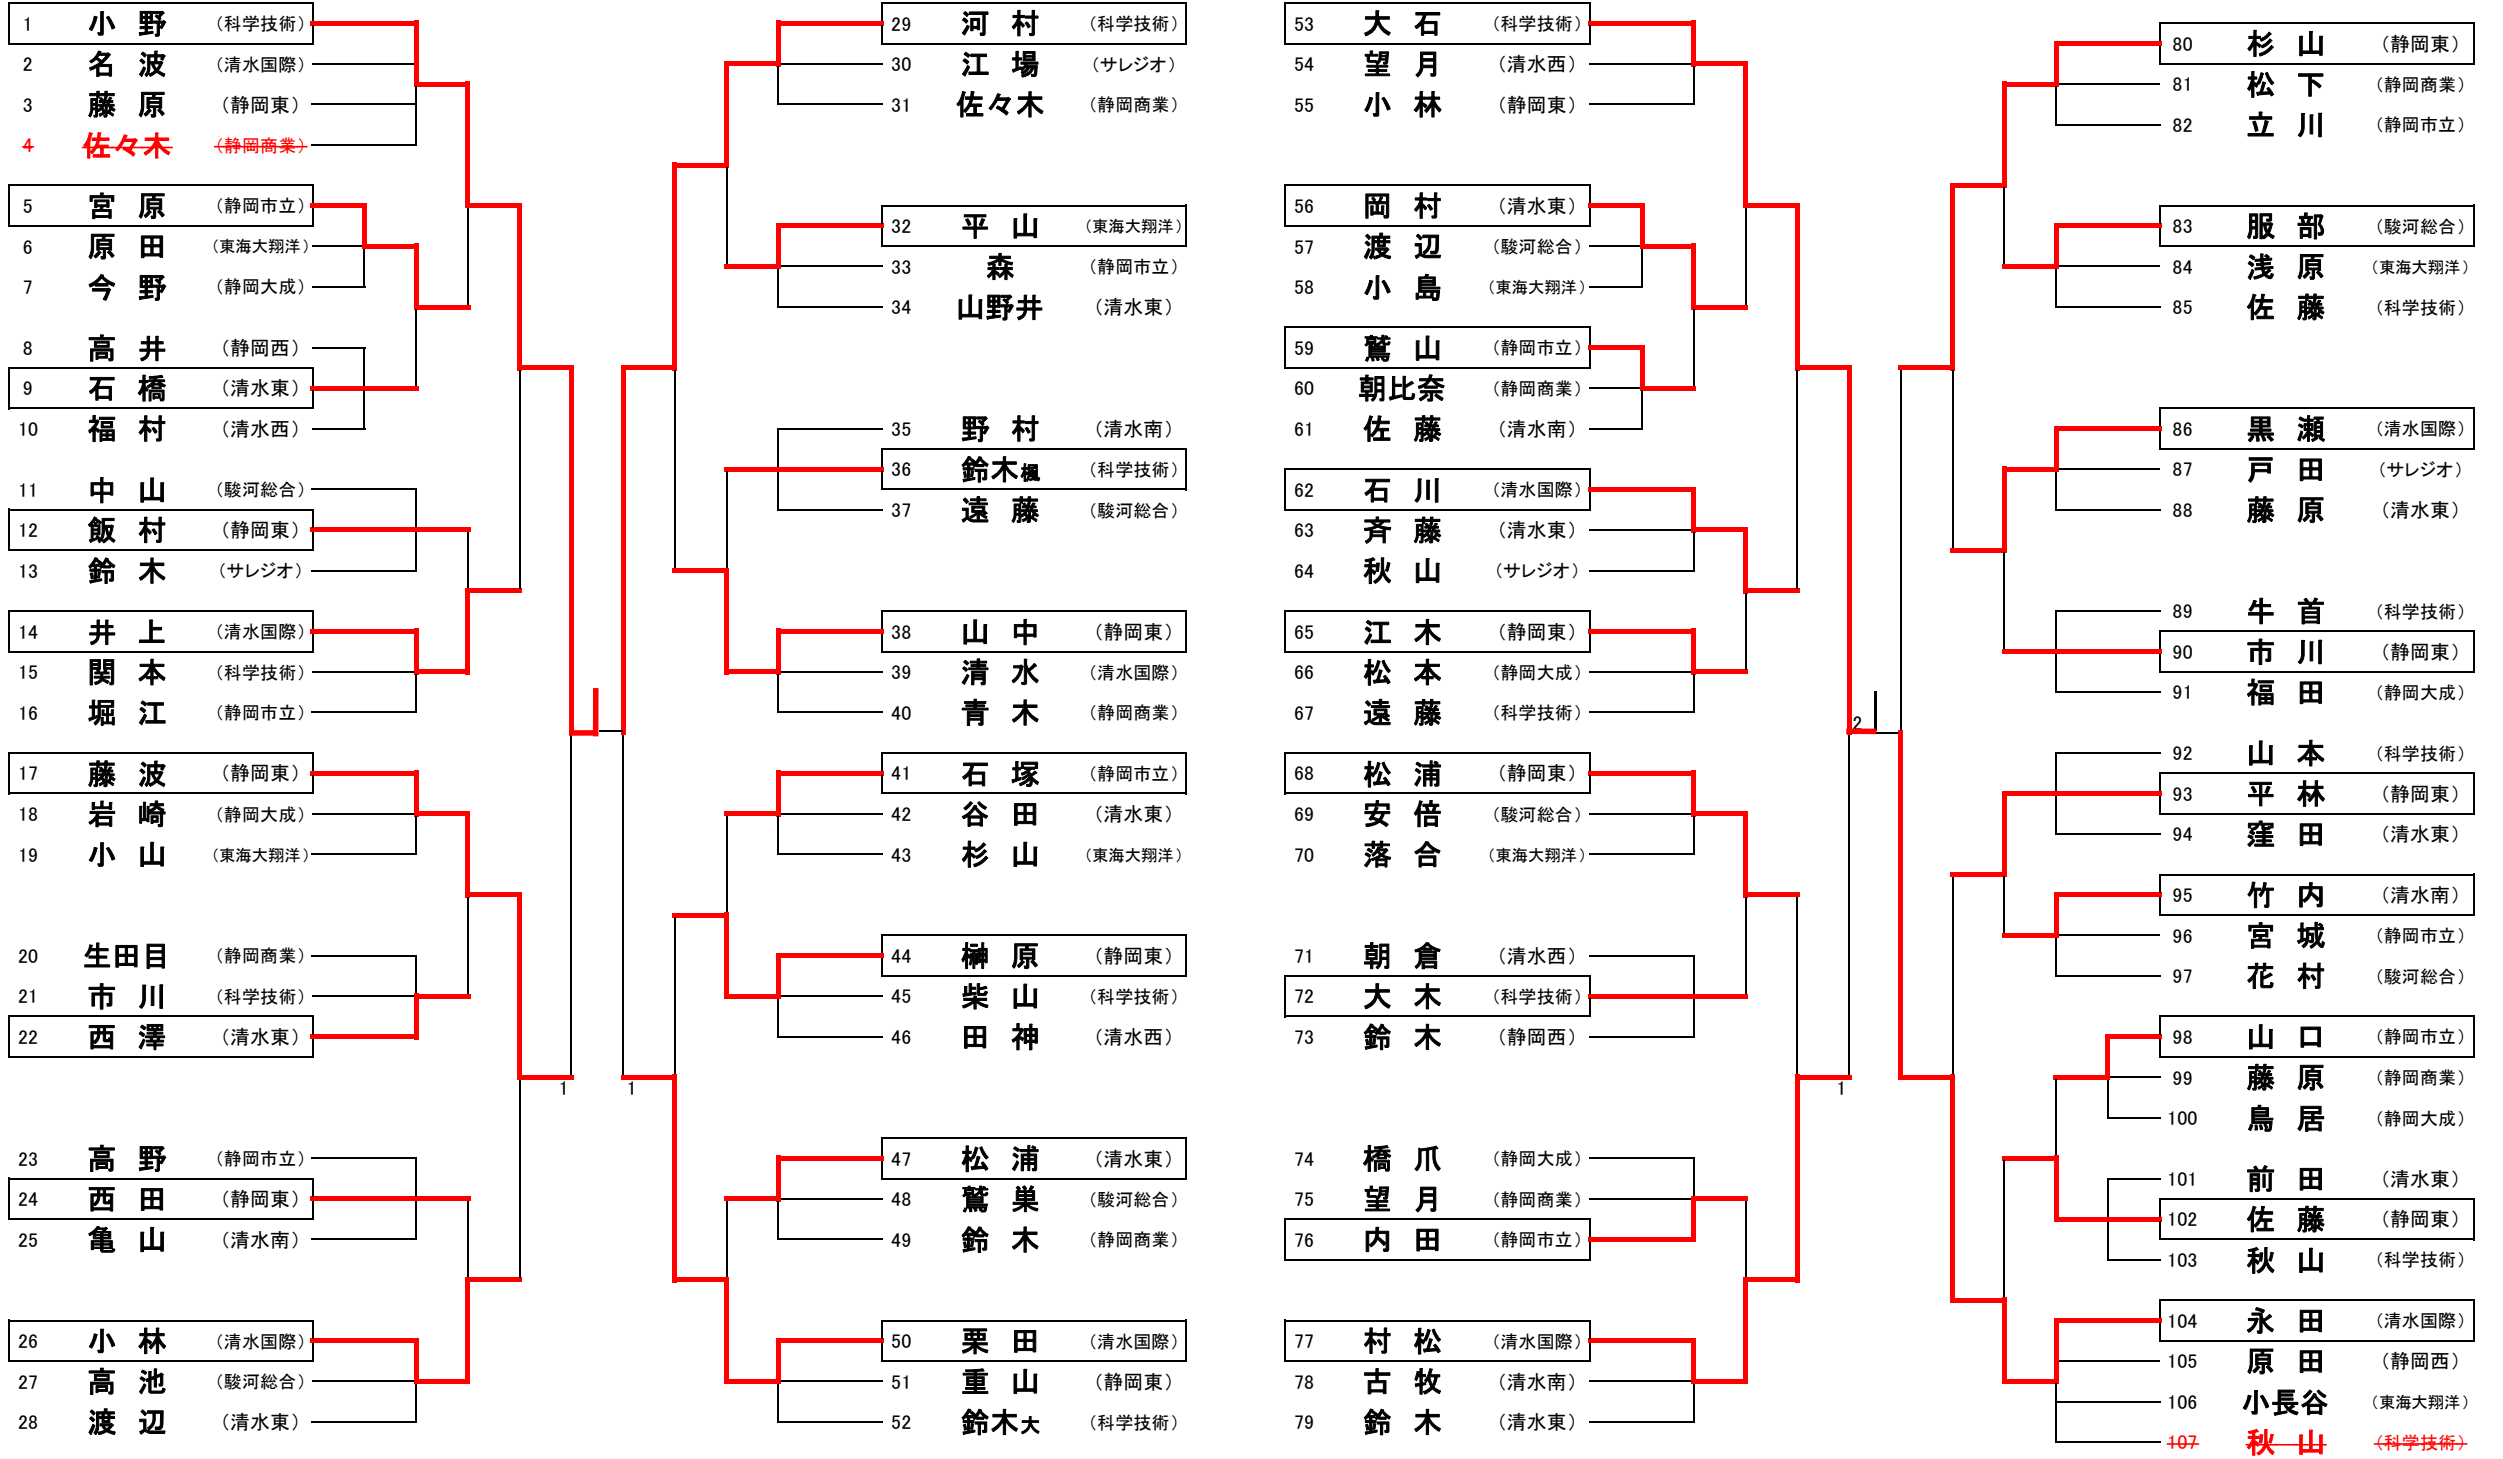 1 小 野 （科学技術）
2 名 波 （清水国際）
3 藤 原 （静岡東）
4 佐々木 （静岡商業）
5 宮 原 （静岡市立）
6 原 田 （東海大翔洋）
7 今 野 （静岡大成）
8 高 井 （静岡西）
9 石 橋 （清水東）
10 福 村 （清水西）
11 中 山 （駿河総合）
12 飯 村 （静岡東）
13 鈴 木 （サレジオ）
14 井 上 （清水国際）
15 関 本 （科学技術）
16 堀 江 （静岡市立）
17 藤 波 （静岡東）
18 岩 崎 （静岡大成）
19 小 山 （東海大翔洋）
20 生田目 （静岡商業）
21 市 川 （科学技術）
22 西 澤 （清水東）
23 高 野 （静岡市立）
24 西 田 （静岡東）
25 亀 山 （清水南）
26 小 林 （清水国際）
27 高 池 （駿河総合）
28 渡 辺 （清水東）
1
1
29 河 村 （科学技術）
30 江 場 （サレジオ）
31 佐々木 （静岡商業）
32 平 山 （東海大翔洋）
33 森 （静岡市立）
34 山野井 （清水東）
35 野 村 （清水南）
36 鈴木楓 （科学技術）
37 遠 藤 （駿河総合）
38 山 中 （静岡東）
39 清 水 （清水国際）
40 青 木 （静岡商業）
41 石 塚 （静岡市立）
42 谷 田 （清水東）
43 杉 山 （東海大翔洋）
44 榊 原 （静岡東）
45 柴 山 （科学技術）
46 田 神 （清水西）
47 松 浦 （清水東）
48 鷲 巣 （駿河総合）
49 鈴 木 （静岡商業）
50 栗 田 （清水国際）
51 重 山 （静岡東）
52 鈴木大 （科学技術）
53 大 石 （科学技術）
54 望 月 （清水西）
55 小 林 （静岡東）
56 岡 村 （清水東）
57 渡 辺 （駿河総合）
58 小 島 （東海大翔洋）
59 鷲 山 （静岡市立）
60 朝比奈 （静岡商業）
61 佐 藤 （清水南）
62 石 川 （清水国際）
63 斉 藤 （清水東）
64 秋 山 （サレジオ）
65 江 木 （静岡東）
66 松 本 （静岡大成）
67 遠 藤 （科学技術）
68 松 浦 （静岡東）
69 安 倍 （駿河総合）
70 落 合 （東海大翔洋）
71 朝 倉 （清水西）
72 大 木 （科学技術）
73 鈴 木 （静岡西）
74 橋 爪 （静岡大成）
75 望 月 （静岡商業）
76 内 田 （静岡市立）
77 村 松 （清水国際）
78 古 牧 （清水南）
79 鈴 木 （清水東）
2
1
80 杉 山 （静岡東）
81 松 下 （静岡商業）
82 立 川 （静岡市立）
83 服 部 （駿河総合）
84 浅 原 （東海大翔洋）
85 佐 藤 （科学技術）
86 黒 瀬 （清水国際）
87 戸 田 （サレジオ）
88 藤 原 （清水東）
89 牛 首 （科学技術）
90 市 川 （静岡東）
91 福 田 （静岡大成）
92 山 本 （科学技術）
93 平 林 （静岡東）
94 窪 田 （清水東）
95 竹 内 （清水南）
96 宮 城 （静岡市立）
97 花 村 （駿河総合）
98 山 口 （静岡市立）
99 藤 原 （静岡商業）
100 鳥 居 （静岡大成）
101 前 田 （清水東）
102 佐 藤 （静岡東）
103 秋 山 （科学技術）
104 永 田 （清水国際）
105 原 田 （静岡西）
106 小長谷 （東海大翔洋）
107 秋 山 （科学技術）